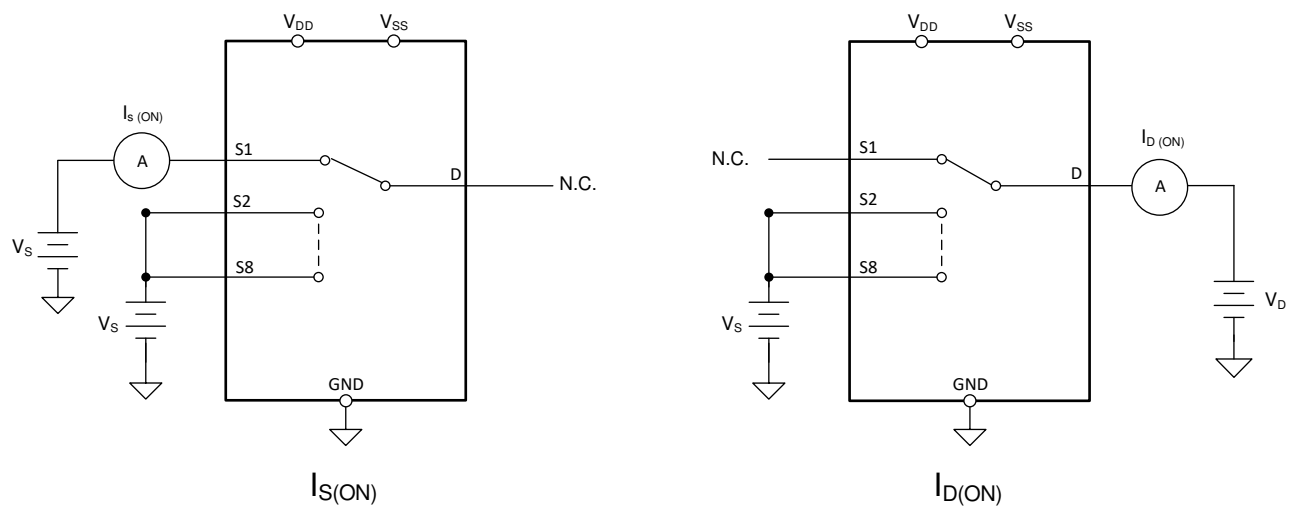 VDD VSS
Is (ON)
A
S1
D
N.C.
S2
VS
S8
VS
GND
IS(ON)
VDD VSS
ID (ON)
N.C.
S1
D
A
S2
S8
VS
VD
GND
ID(ON)